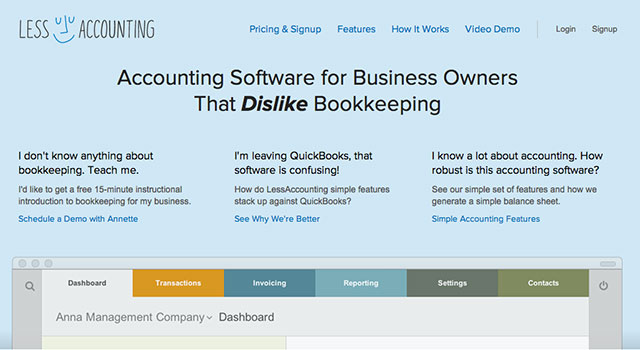 LESS ACCOUNTING
Pricing & Signup Features How It Works Video Demo Login Signup
Accounting Software for Business Owners
That Dislike Bookkeeping
I don't know anything about
bookkeeping. Teach me.
I'd like to get a free 15-minute instructional
introduction to bookkeeping for my business.
Schedule a Demo with Annette
I'm leaving QuickBooks, that
software is confusing!
How do LessAccounting simple features
stack up against QuickBooks?
See Why We're Better
I know a lot about accounting. How
robust is this accounting software?
See our simple set of features and how we
generate a simple balance sheet.
Simple Accounting Features
Dashboard Transactions Invoicing Reporting Settings Contacts
Anna Management Company Dashboard